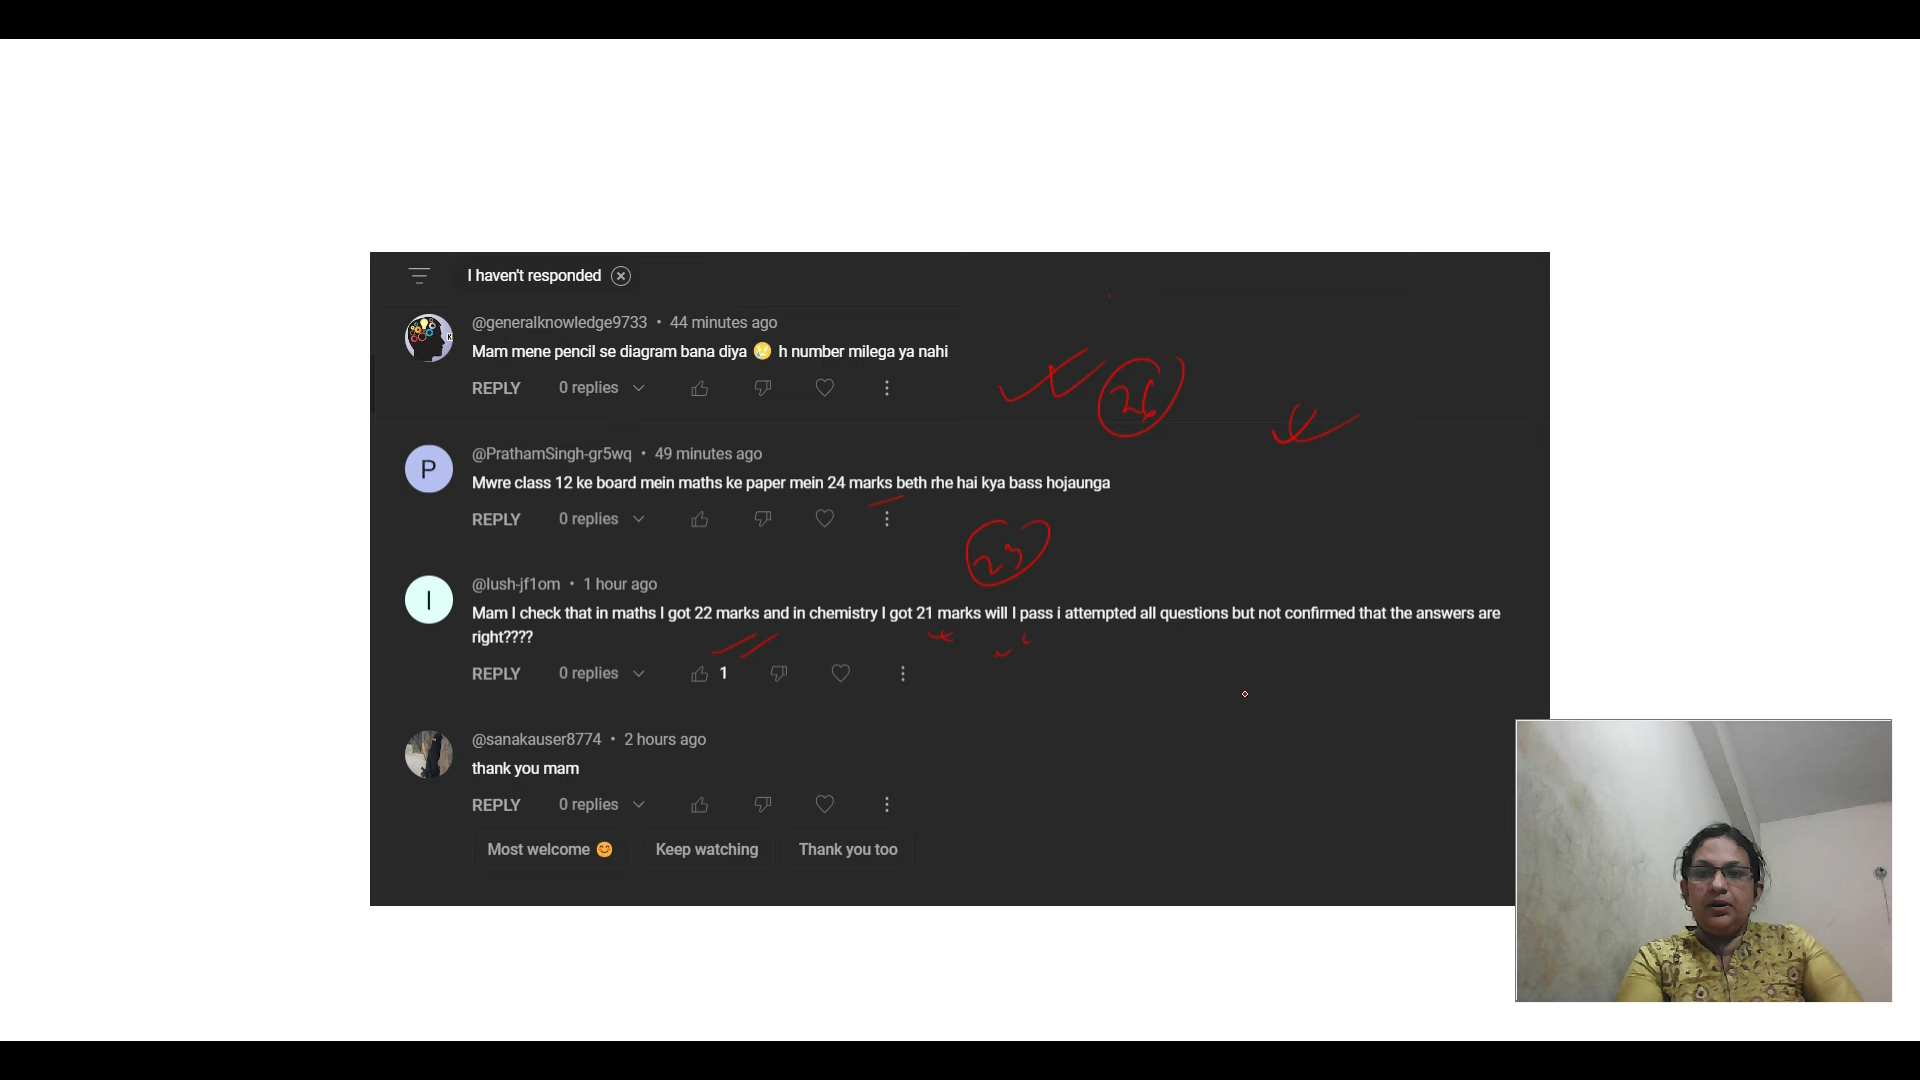 I haven't responded
@generalknowledge9733 • 44 minutes ago
Mam mene pencil se diagram bana diya 😢 h number milega ya nahi
REPLY 0 replies
26
@PrathamSingh-gr5wq • 49 minutes ago
Mwre class 12 ke board mein maths ke paper mein 24 marks beth rhe hai kya bass hojaunga
REPLY 0 replies
23
@Iush-jf1om • 1 hour ago
Mam I check that in maths I got 22 marks and in chemistry I got 21 marks will I pass i attempted all questions but not confirmed that the answers are
right????
REPLY 0 replies 1
@sanakauser8774 • 2 hours ago
thank you mam
REPLY 0 replies
Most welcome 😊 Keep watching Thank you too
P
I